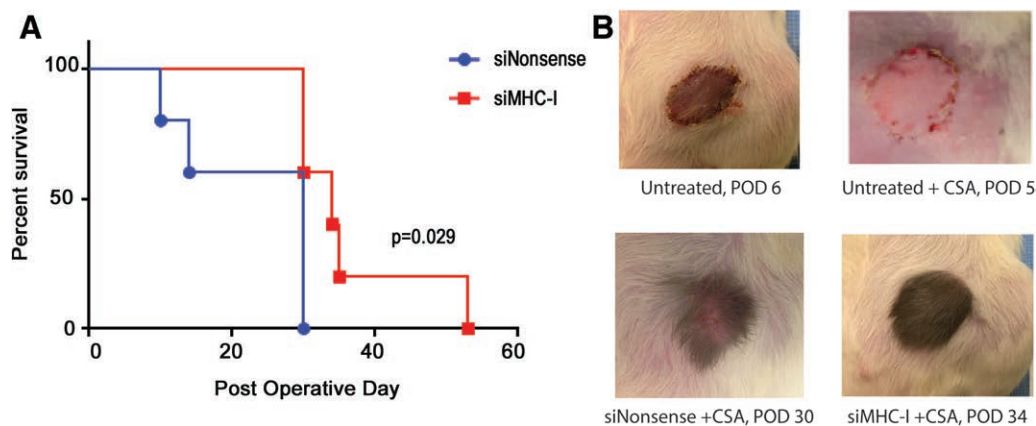 A
Percent survival
100
50
0
0 20 40 60
Post Operative Day
siNonsense
siMHC-I
p=0.029
B
Untreated, POD 6
Untreated + CSA, POD 5
siNonsense +CSA, POD 30
siMHC-I +CSA, POD 34